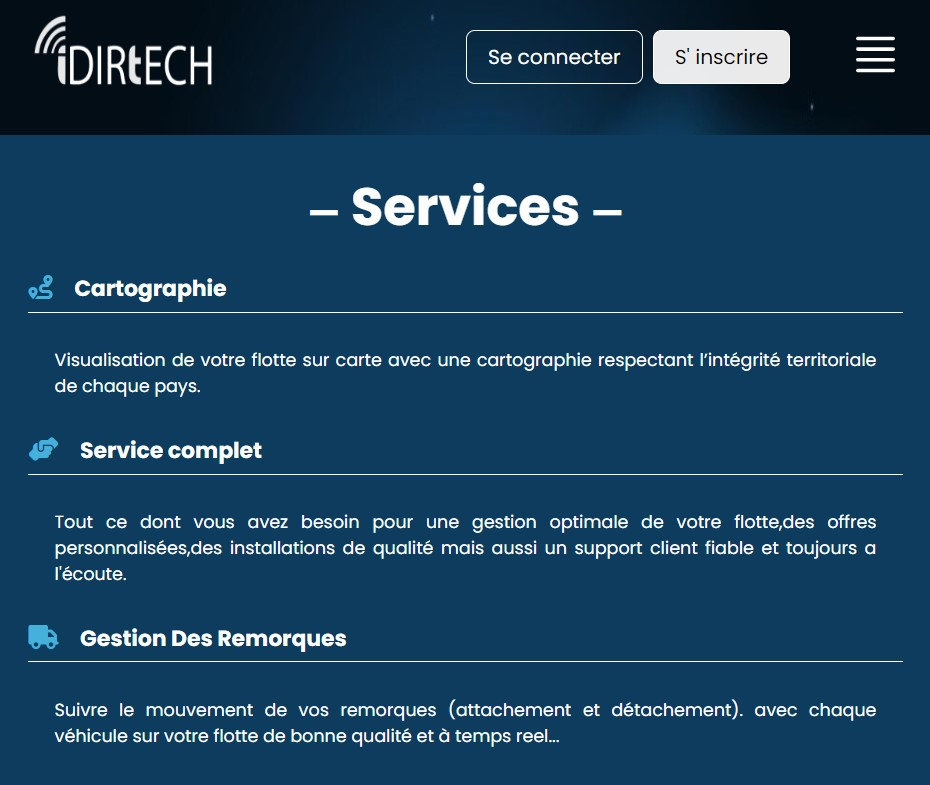 iDIRtECH
Se connecter
S' inscrire
– Services –
Cartographie
Visualisation de votre flotte sur carte avec une cartographie respectant l’intégrité territoriale
de chaque pays.
Service complet
Tout ce dont vous avez besoin pour une gestion optimale de votre flotte,des offres
personnalisées,des installations de qualité mais aussi un support client fiable et toujours a
l'écoute.
Gestion Des Remorques
Suivre le mouvement de vos remorques (attachement et détachement). avec chaque
véhicule sur votre flotte de bonne qualité et à temps reel...